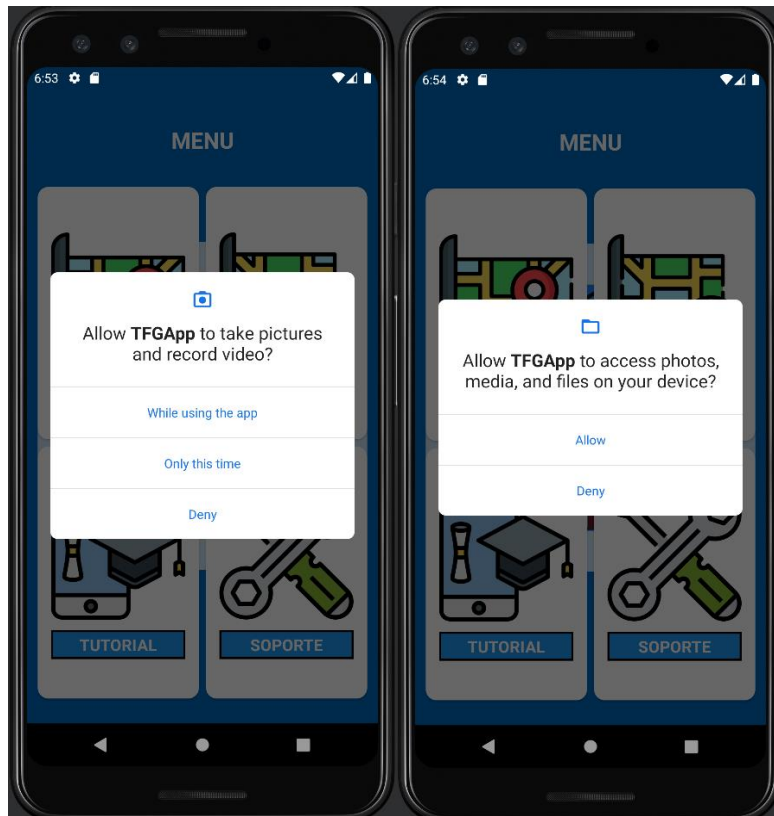 6:53
MENU
Allow TFGApp to take pictures
and record video?
While using the app
Only this time
Deny
TUTORIAL
SOPORTE
6:54
MENU
Allow TFGApp to access photos,
media, and files on your device?
Allow
Deny
TUTORIAL
SOPORTE